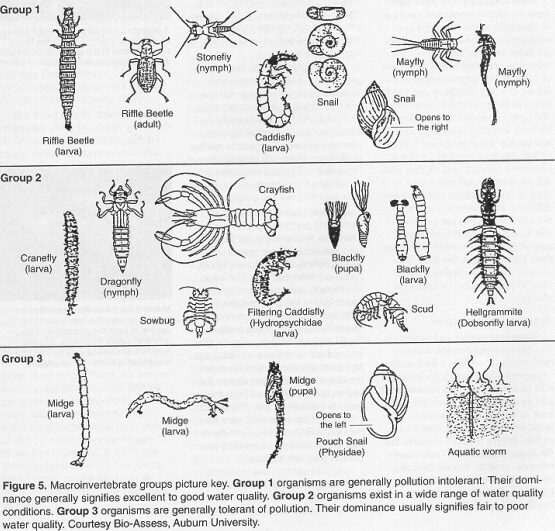 Group 1
Riffle Beetle
(larva)
Riffle Beetle
(adult)
Stonefly
(nymph)
Caddisfly
(larva)
Snail
Snail
Opens to
the right
Mayfly
(nymph)
Mayfly
(nymph)
Group 2
Cranefly
(larva)
Dragonfly
(nymph)
Crayfish
Sowbug
Filtering Caddisfly
(Hydropsychidae
larva)
Blackfly
(pupa)
Blackfly
(larva)
Scud
Hellgrammite
(Dobsonfly larva)
Group 3
Midge
(larva)
Midge
(larva)
Midge
(pupa)
Opens to
the left
Pouch Snail
(Physidae)
Aquatic worm
Figure 5. Macroinvertebrate groups picture key. Group 1 organisms are generally pollution intolerant. Their domi-
nance generally signifies excellent to good water quality. Group 2 organisms exist in a wide range of water quality
conditions. Group 3 organisms are generally tolerant of pollution. Their dominance usually signifies fair to poor
water quality. Courtesy Bio-Assess, Auburn University.